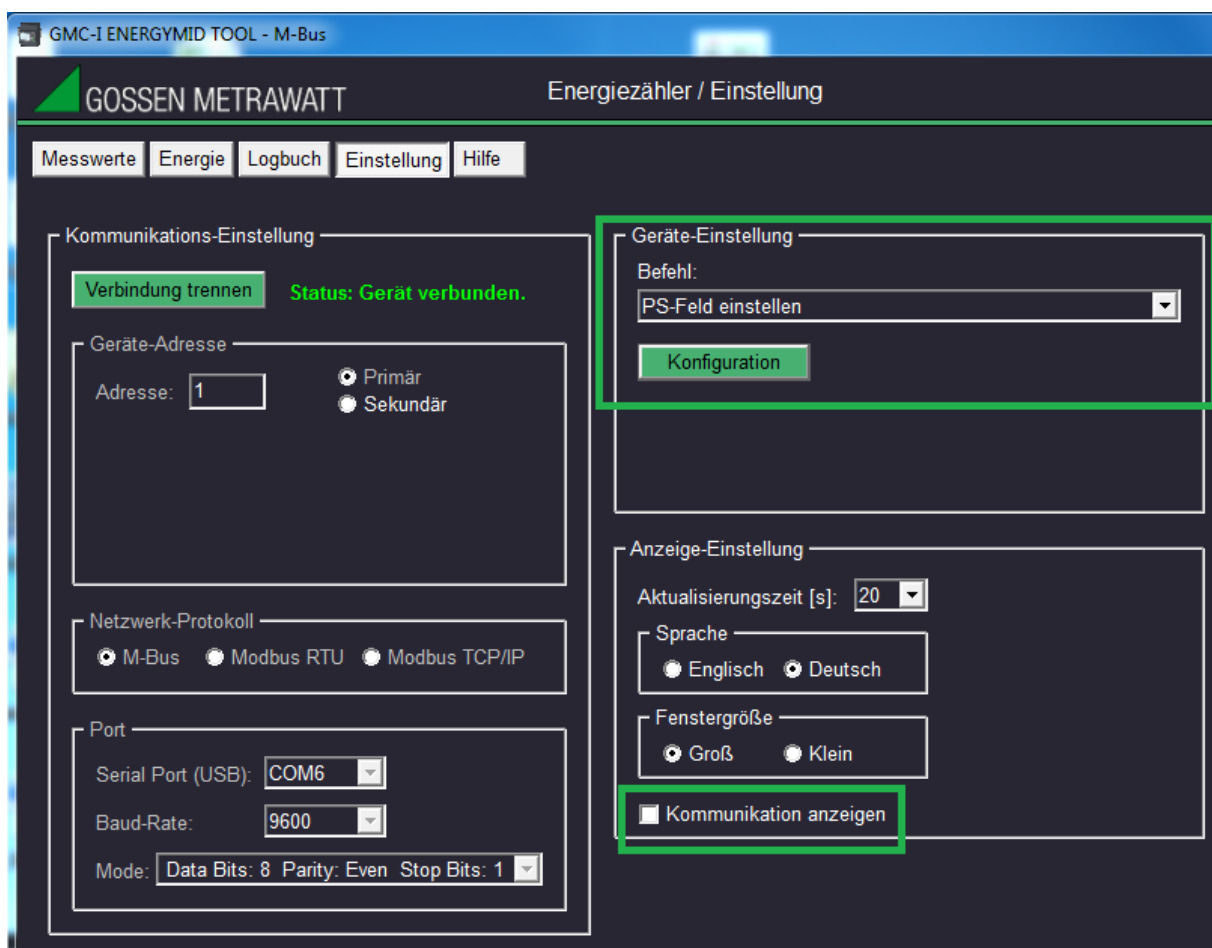 GMC-I ENERGYMID TOOL - M-Bus
GOSSEN METRAWATT
Energiezähler / Einstellung
Messwerte Energie Logbuch Einstellung Hilfe
Kommunikations-Einstellung
Verbindung trennen Status: Gerät verbunden.
Geräte-Adresse
Adresse: 1
Primär
Sekundär
Netzwerk-Protokoll
M-Bus Modbus RTU Modbus TCP/IP
Port
Serial Port (USB): COM6
Baud-Rate: 9600
Mode: Data Bits: 8 Parity: Even Stop Bits: 1
Geräte-Einstellung
Befehl:
PS-Feld einstellen
Konfiguration
Anzeige-Einstellung
Aktualisierungszeit [s]: 20
Sprache
Englisch Deutsch
Fenstergröße
Groß Klein
Kommunikation anzeigen